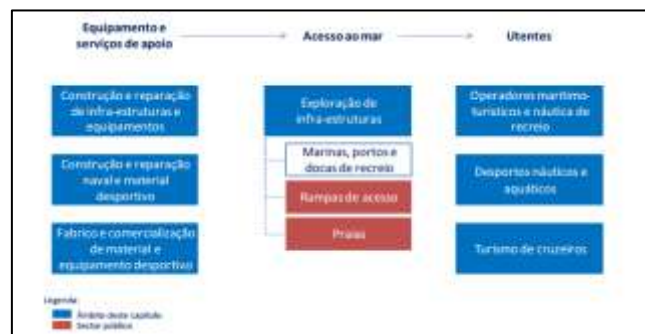 Equipamento e
serviços de apoio
Acesso ao mar
Utentes
Construção e reparação
de infra-estruturas e
equipamentos
Construção e reparação
naval e material
desportivo
Fabrico e comercialização
de material e
equipamento desportivo
Exploração de
infra-estruturas
Marinas, portos e
docas de recreio
Rampas de acesso
Praias
Operadores marítimo-
turísticos e náutica de
recreio
Desportos náuticos e
aquáticos
Turismo de cruzeiros
Legenda:
Âmbito deste capítulo
Sector público